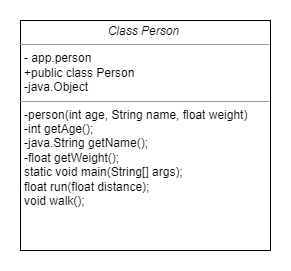 Class Person
- app.person
+public class Person
-java.Object
-person(int age, String name, float weight)
-int getAge();
-java.String getName();
-float getWeight();
static void main(String[] args);
float run(float distance);
void walk();